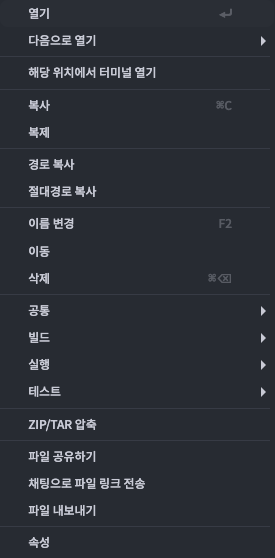 열기 ↵
다음으로 열기
해당 위치에서 터미널 열기
복사 ⌘C
복제
경로 복사
절대경로 복사
이름 변경 F2
이동
삭제 ⌘⌫
공통
빌드
실행
테스트
ZIP/TAR 압축
파일 공유하기
채팅으로 파일 링크 전송
파일 내보내기
속성